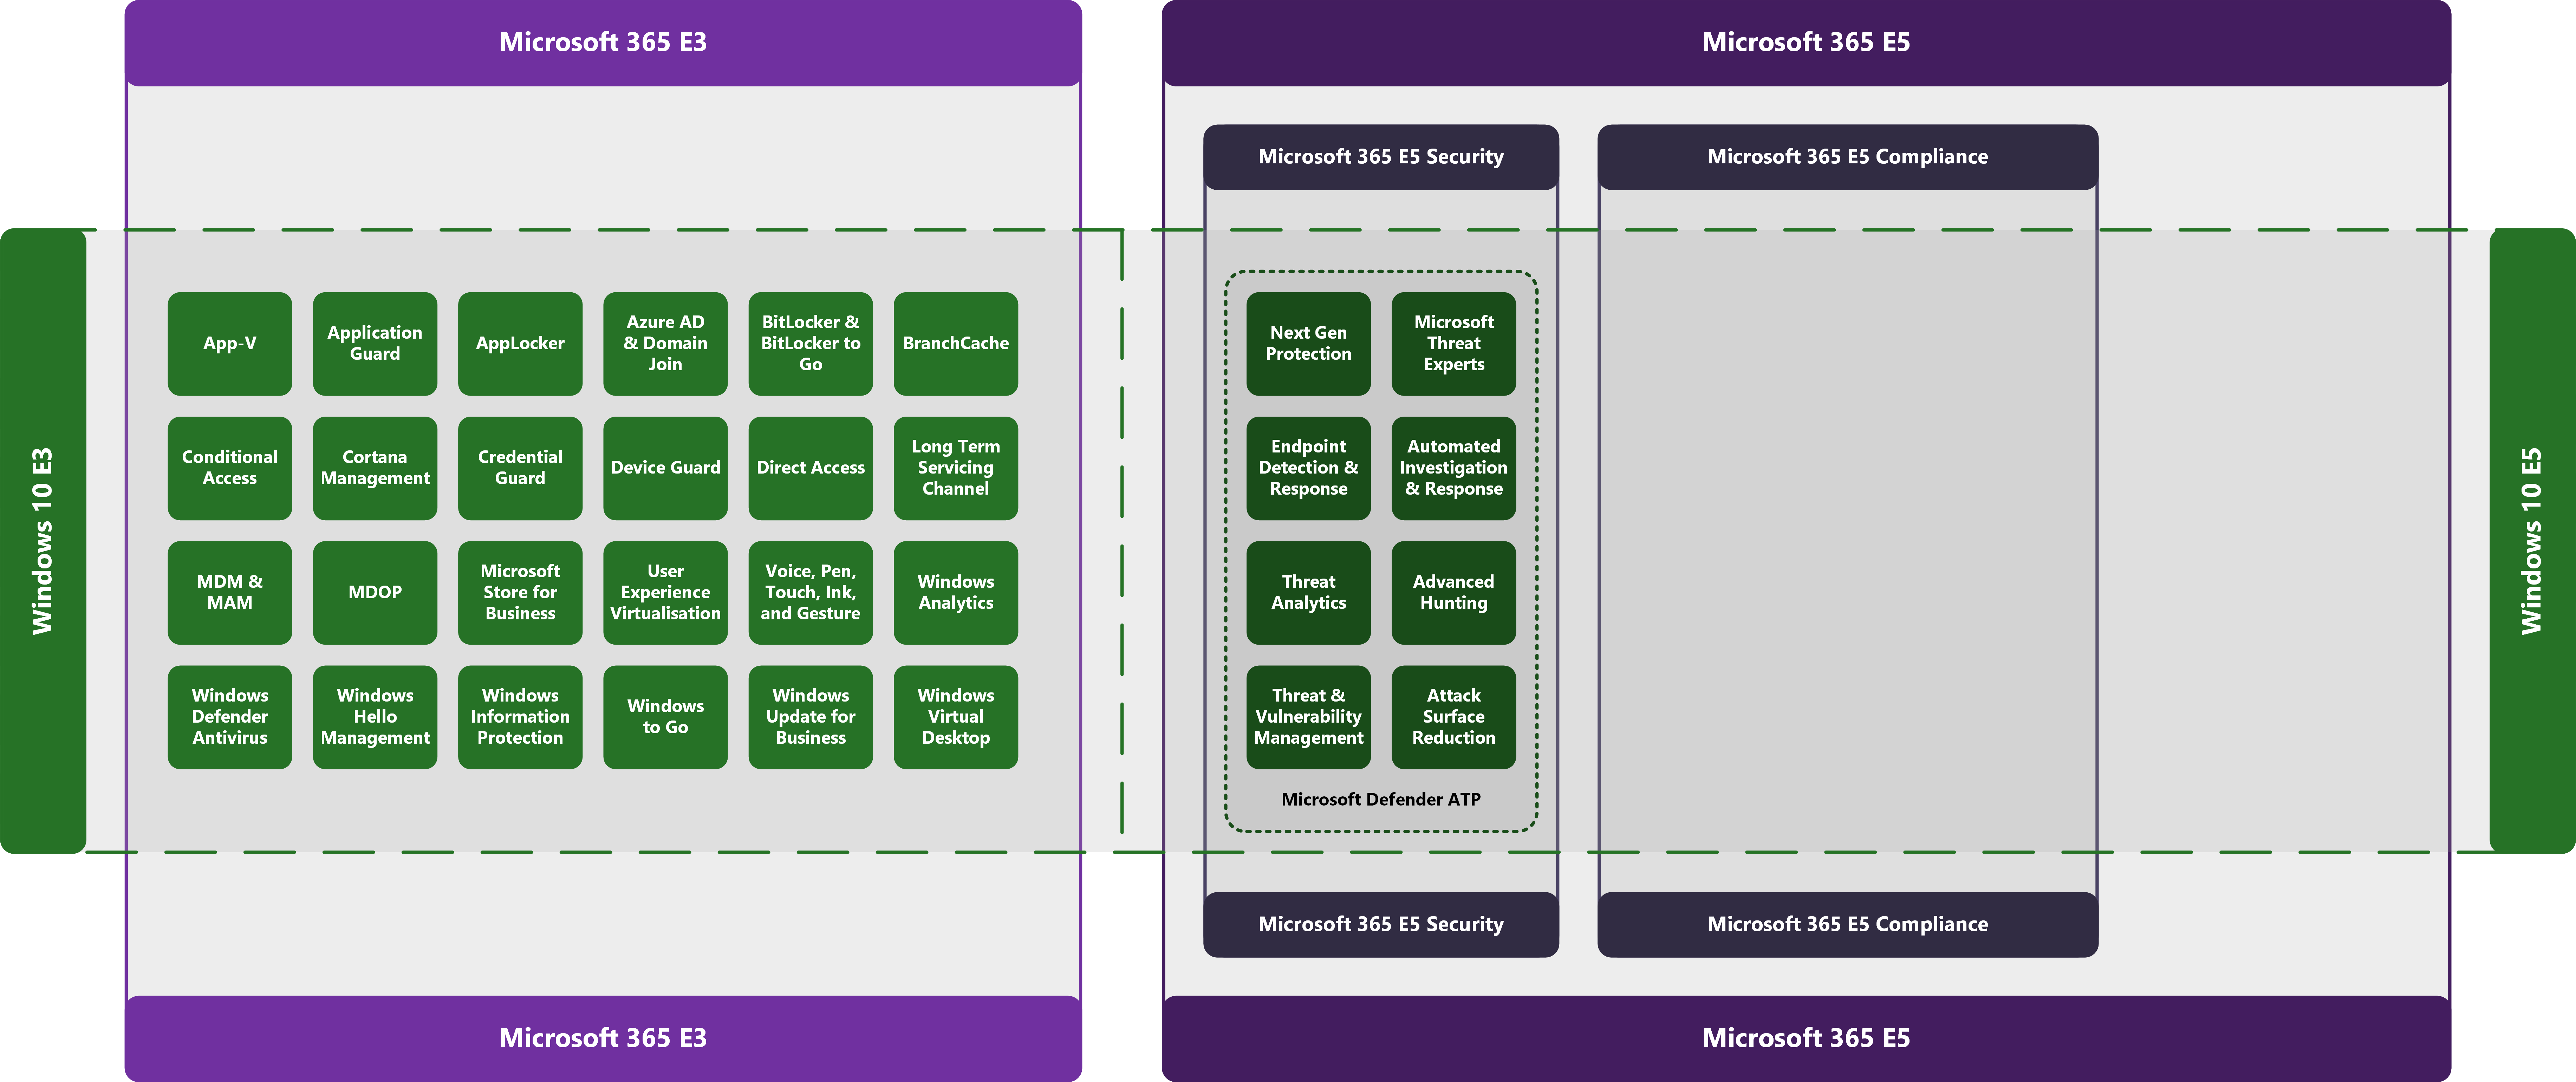 Microsoft 365 E3
Microsoft 365 E5
Microsoft 365 E5 Security
Microsoft 365 E5 Compliance
Windows 10 E3
App-V
Application
Guard
AppLocker
Azure AD
& Domain
Join
BitLocker &
BitLocker to
Go
BranchCache
Conditional
Access
Cortana
Management
Credential
Guard
Device Guard
Direct Access
Long Term
Servicing
Channel
MDM &
MAM
MDOP
Microsoft
Store for
Business
User
Experience
Virtualisation
Voice, Pen,
Touch, Ink,
and Gesture
Windows
Analytics
Windows
Defender
Antivirus
Windows
Hello
Management
Windows
Information
Protection
Windows
to Go
Windows
Update for
Business
Windows
Virtual
Desktop
Next Gen
Protection
Microsoft
Threat
Experts
Endpoint
Detection &
Response
Automated
Investigation
& Response
Threat
Analytics
Advanced
Hunting
Threat &
Vulnerability
Management
Attack
Surface
Reduction
Microsoft Defender ATP
Windows 10 E5
Microsoft 365 E5 Security
Microsoft 365 E5 Compliance
Microsoft 365 E3
Microsoft 365 E5